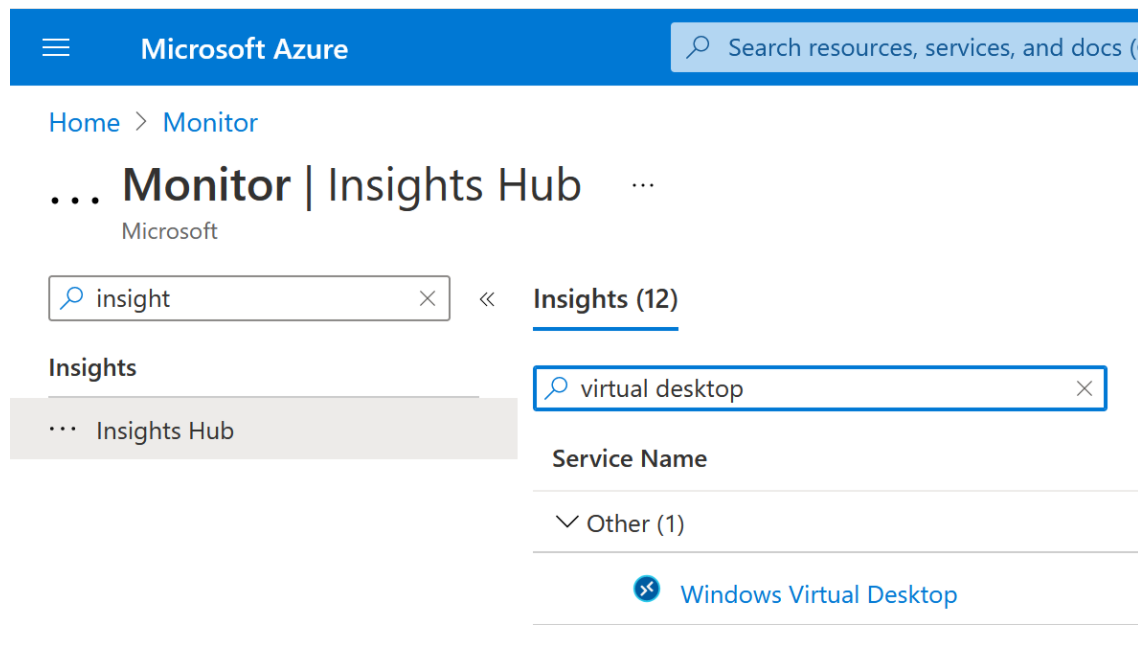 Microsoft Azure
Search resources, services, and docs (
Home > Monitor
... Monitor | Insights Hub ...
Microsoft
insight
Insights (12)
Insights
virtual desktop
... Insights Hub
Service Name
Other (1)
Windows Virtual Desktop